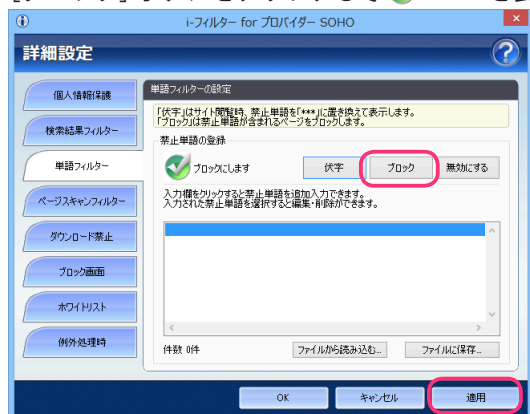 i-フィルター for プロバイダー SOHO
詳細設定
個人情報保護
検索結果フィルター
単語フィルター
ページスキャンフィルター
ダウンロード禁止
ブロック画面
ホワイトリスト
例外処理時
単語フィルターの設定
「伏字」はサイト閲覧時、禁止単語を「***」に置き換えて表示します。
「ブロック」は禁止単語が含まれるページをブロックします。
禁止単語の登録
ブロックにします
伏字
ブロック
無効にする
入力欄をクリックすると禁止単語を追加入力できます。
入力された禁止単語を選択すると編集・削除ができます。
件数 0件
ファイルから読み込む...
ファイルに保存...
OK
キャンセル
適用